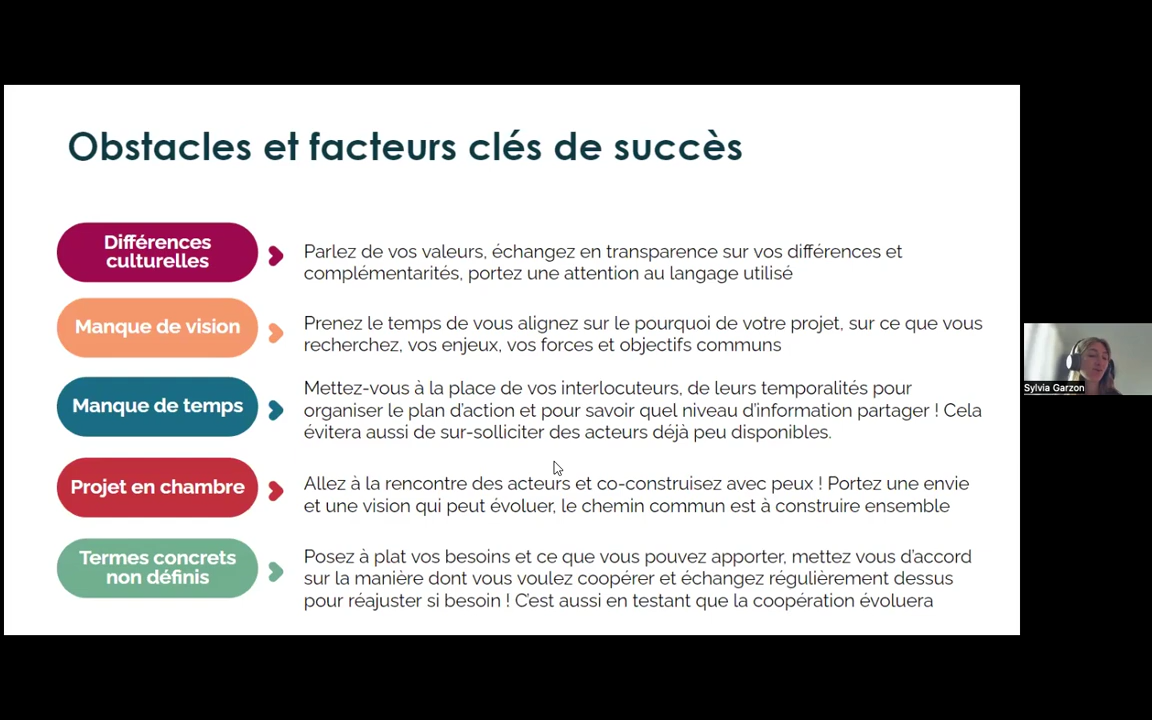 Obstacles et facteurs clés de succès
Différences
culturelles
Parlez de vos valeurs, échangez en transparence sur vos différences et
complémentarités, portez une attention au langage utilisé
Manque de vision
Prenez le temps de vous alignez sur le pourquoi de votre projet, sur ce que vous
recherchez, vos enjeux, vos forces et objectifs communs
Manque de temps
Mettez-vous à la place de vos interlocuteurs, de leurs temporalités pour
organiser le plan d'action et pour savoir quel niveau d'information partager ! Cela
évitera aussi de sur-solliciter des acteurs déjà peu disponibles.
Projet en chambre
Allez à la rencontre des acteurs et co-construisez avec peux ! Portez une envie
et une vision qui peut évoluer, le chemin commun est à construire ensemble
Termes concrets
non définis
Posez à plat vos besoins et ce que vous pouvez apporter, mettez vous d'accord
sur la manière dont vous voulez coopérer et échangez régulièrement dessus
pour réajuster si besoin ! C'est aussi en testant que la coopération évoluera
Sylvia Garzon